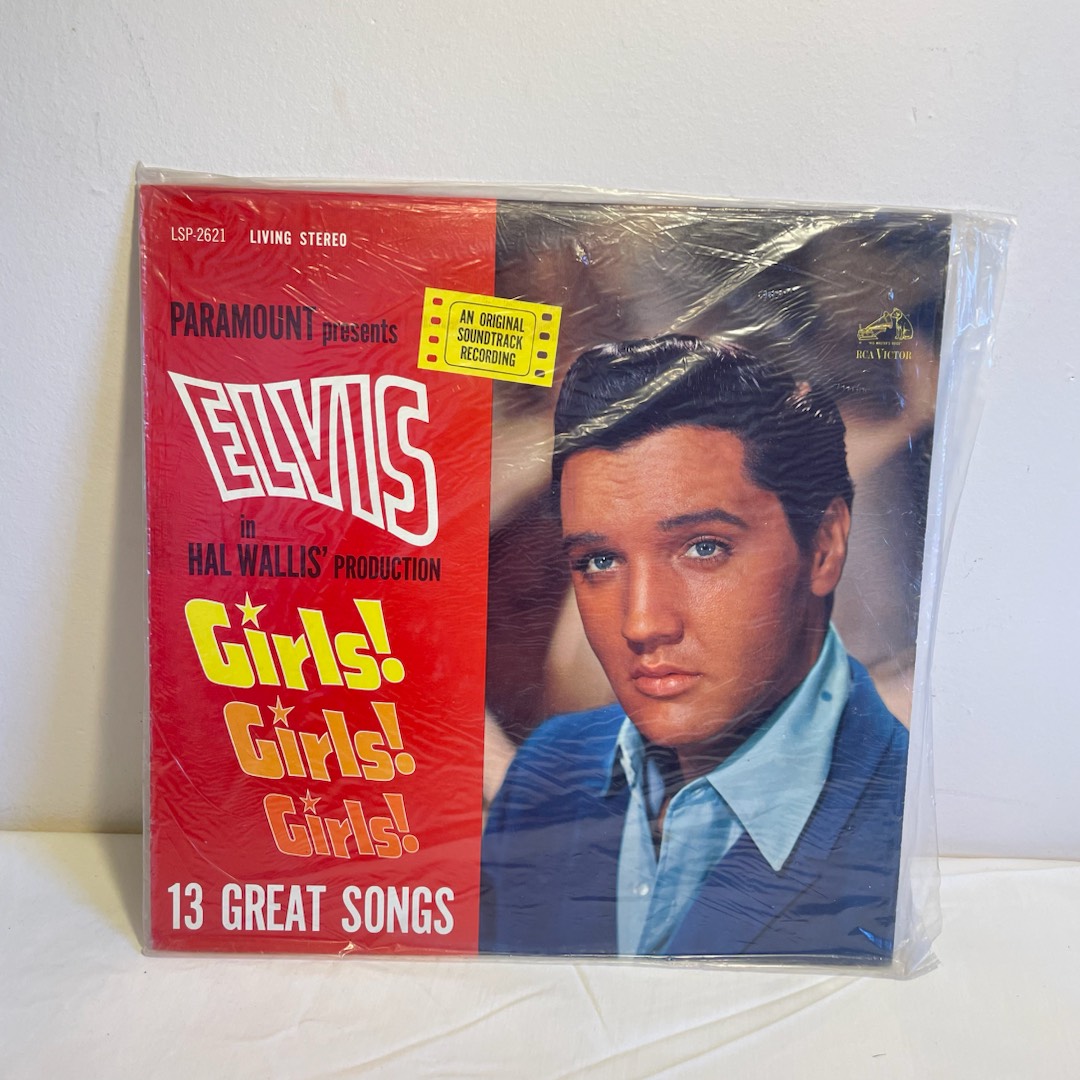 LSP-2621 LIVING STEREO
PARAMOUNT presents
AN ORIGINAL
SOUNDTRACK
RECORDING
ELVIS
in
HAL WALLIS' PRODUCTION
Girls!
Girls!
Girls!
13 GREAT SONGS
RCA VICTOR